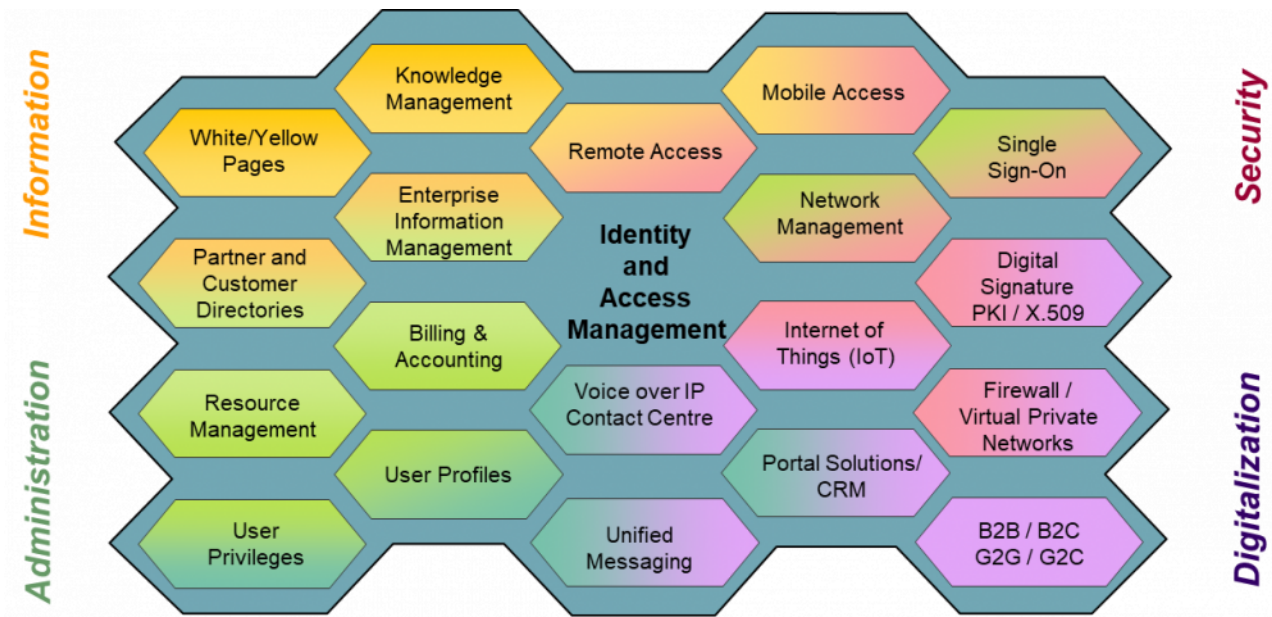 Information
Administration
Knowledge
Management
White/Yellow
Pages
Enterprise
Information
Management
Partner and
Customer
Directories
Billing &
Accounting
Resource
Management
User Profiles
User
Privileges
Remote Access
Identity
and
Access
Management
Voice over IP
Contact Centre
Unified
Messaging
Mobile Access
Single
Sign-On
Network
Management
Digital
Signature
PKI / X.509
Internet of
Things (IoT)
Firewall /
Virtual Private
Networks
Portal Solutions/
CRM
B2B / B2C
G2G / G2C
Security
Digitalization